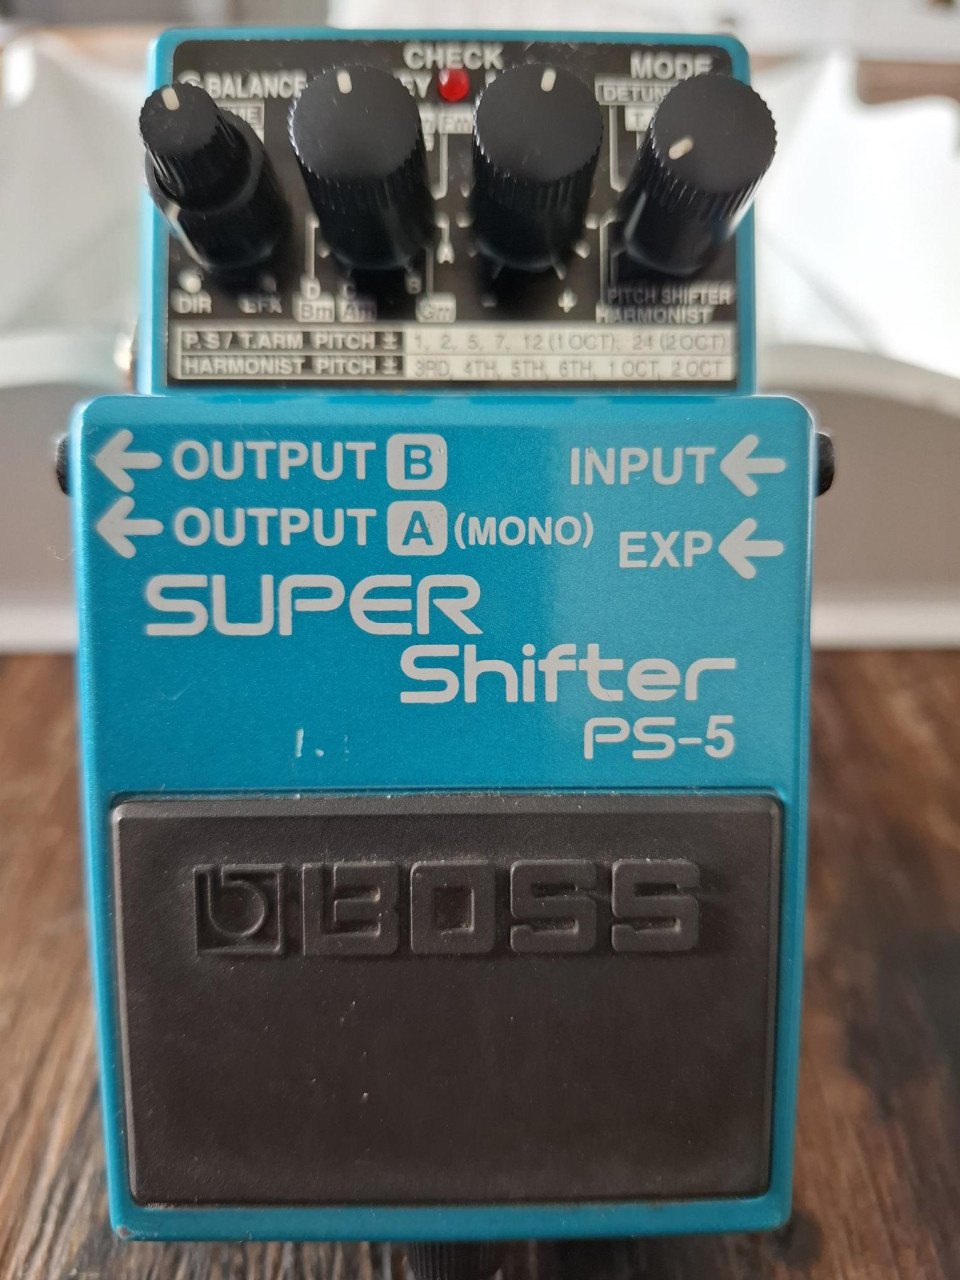 CHECK
BALANCE
MODE
DIR
D
Bm
Am
B
Gm
A
- +
PITCH SHIFTER
HARMONIST
P.S / T.ARM PITCH ± 1, 2, 5, 7, 12 (1 OCT), 24 (2 OCT)
HARMONIST PITCH ± 3RD, 4TH, 5TH, 6TH, 1 OCT, 2 OCT
OUTPUT B INPUT
OUTPUT A (MONO) EXP
SUPER
Shifter
PS-5
BOSS